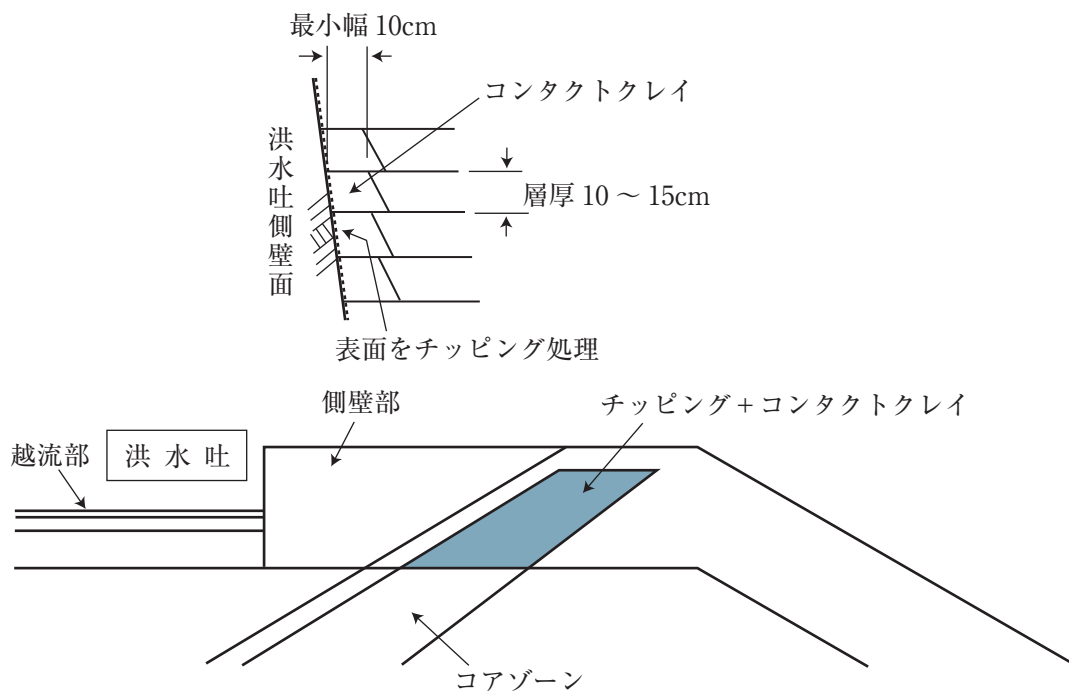 最小幅 10cm
コンタクトクレイ
洪水吐側壁面
層厚 10 ～ 15cm
表面をチッピング処理
側壁部
チッピング＋コンタクトクレイ
越流部
洪 水 吐
コアゾーン